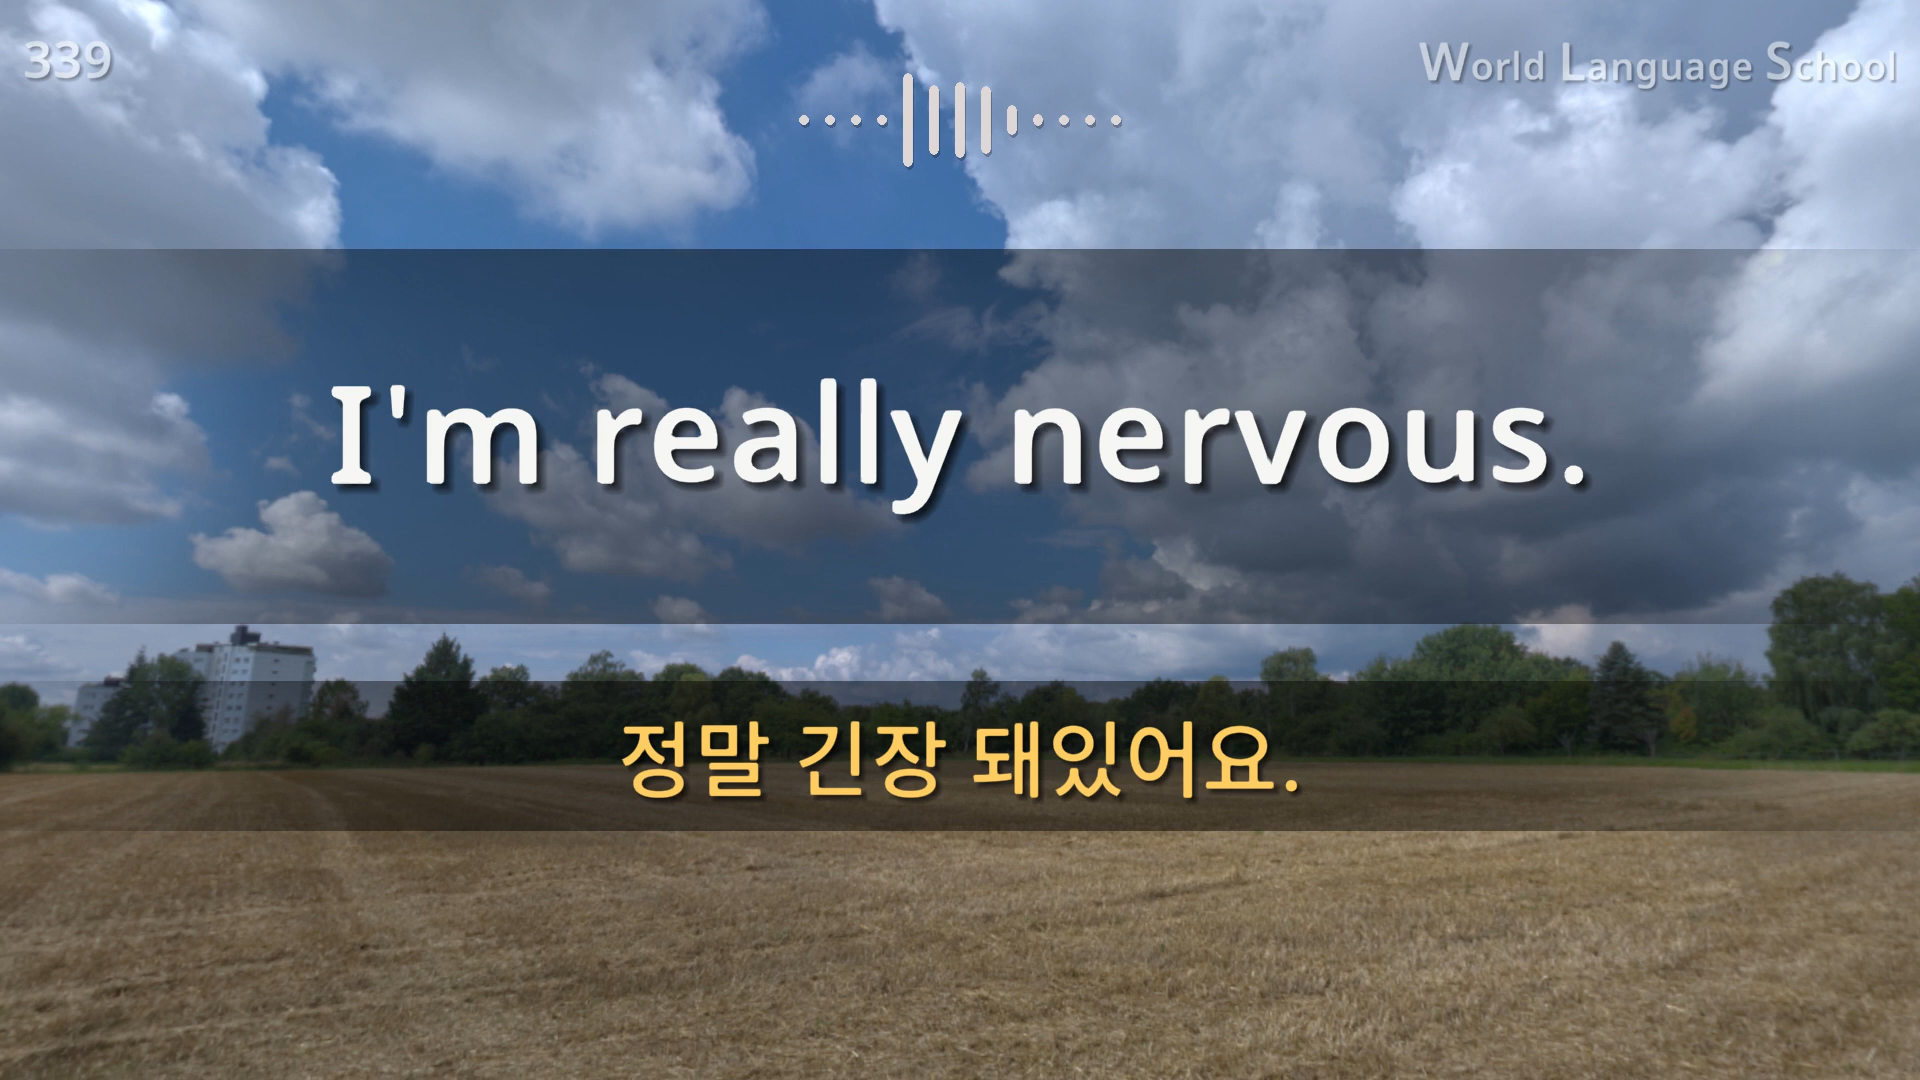 339
World Language School
I'm really nervous.
정말 긴장 돼있어요.